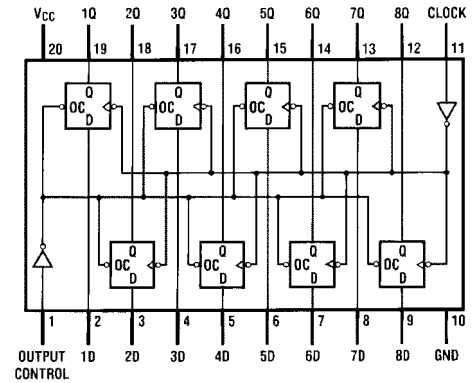 VCC 1Q 2Q 3Q 4Q 5Q 6Q 7Q 8Q CLOCK
20 19 18 17 16 15 14 13 12 11
Q Q Q Q
OC OC OC OC
D D D D
Q Q Q Q
OC OC OC OC
D D D D
1 2 3 4 5 6 7 8 9 10
OUTPUT 1D 2D 3D 4D 5D 6D 7D 8D GND
CONTROL